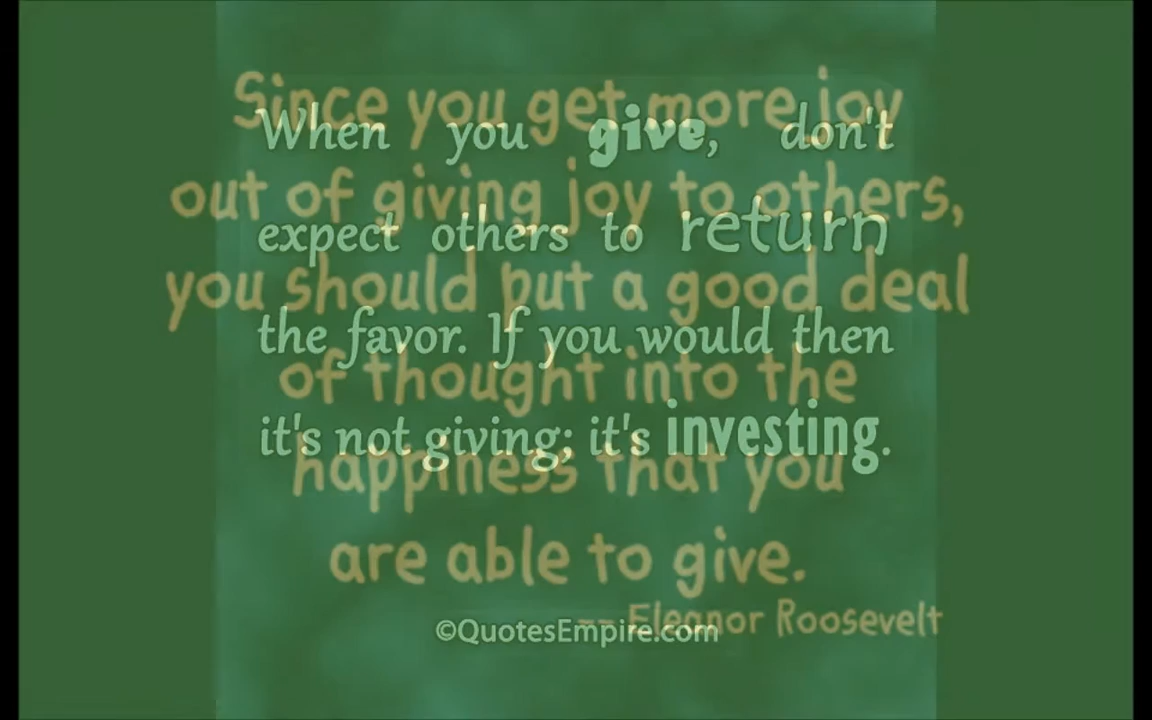 Since you get more joy
out of giving joy to others,
you should put a good deal
of thought into the
happiness that you
are able to give.
-- Eleanor Roosevelt
When you give, don't
expect others to return
the favor. If you would then
it's not giving; it's investing.
©QuotesEmpire.com